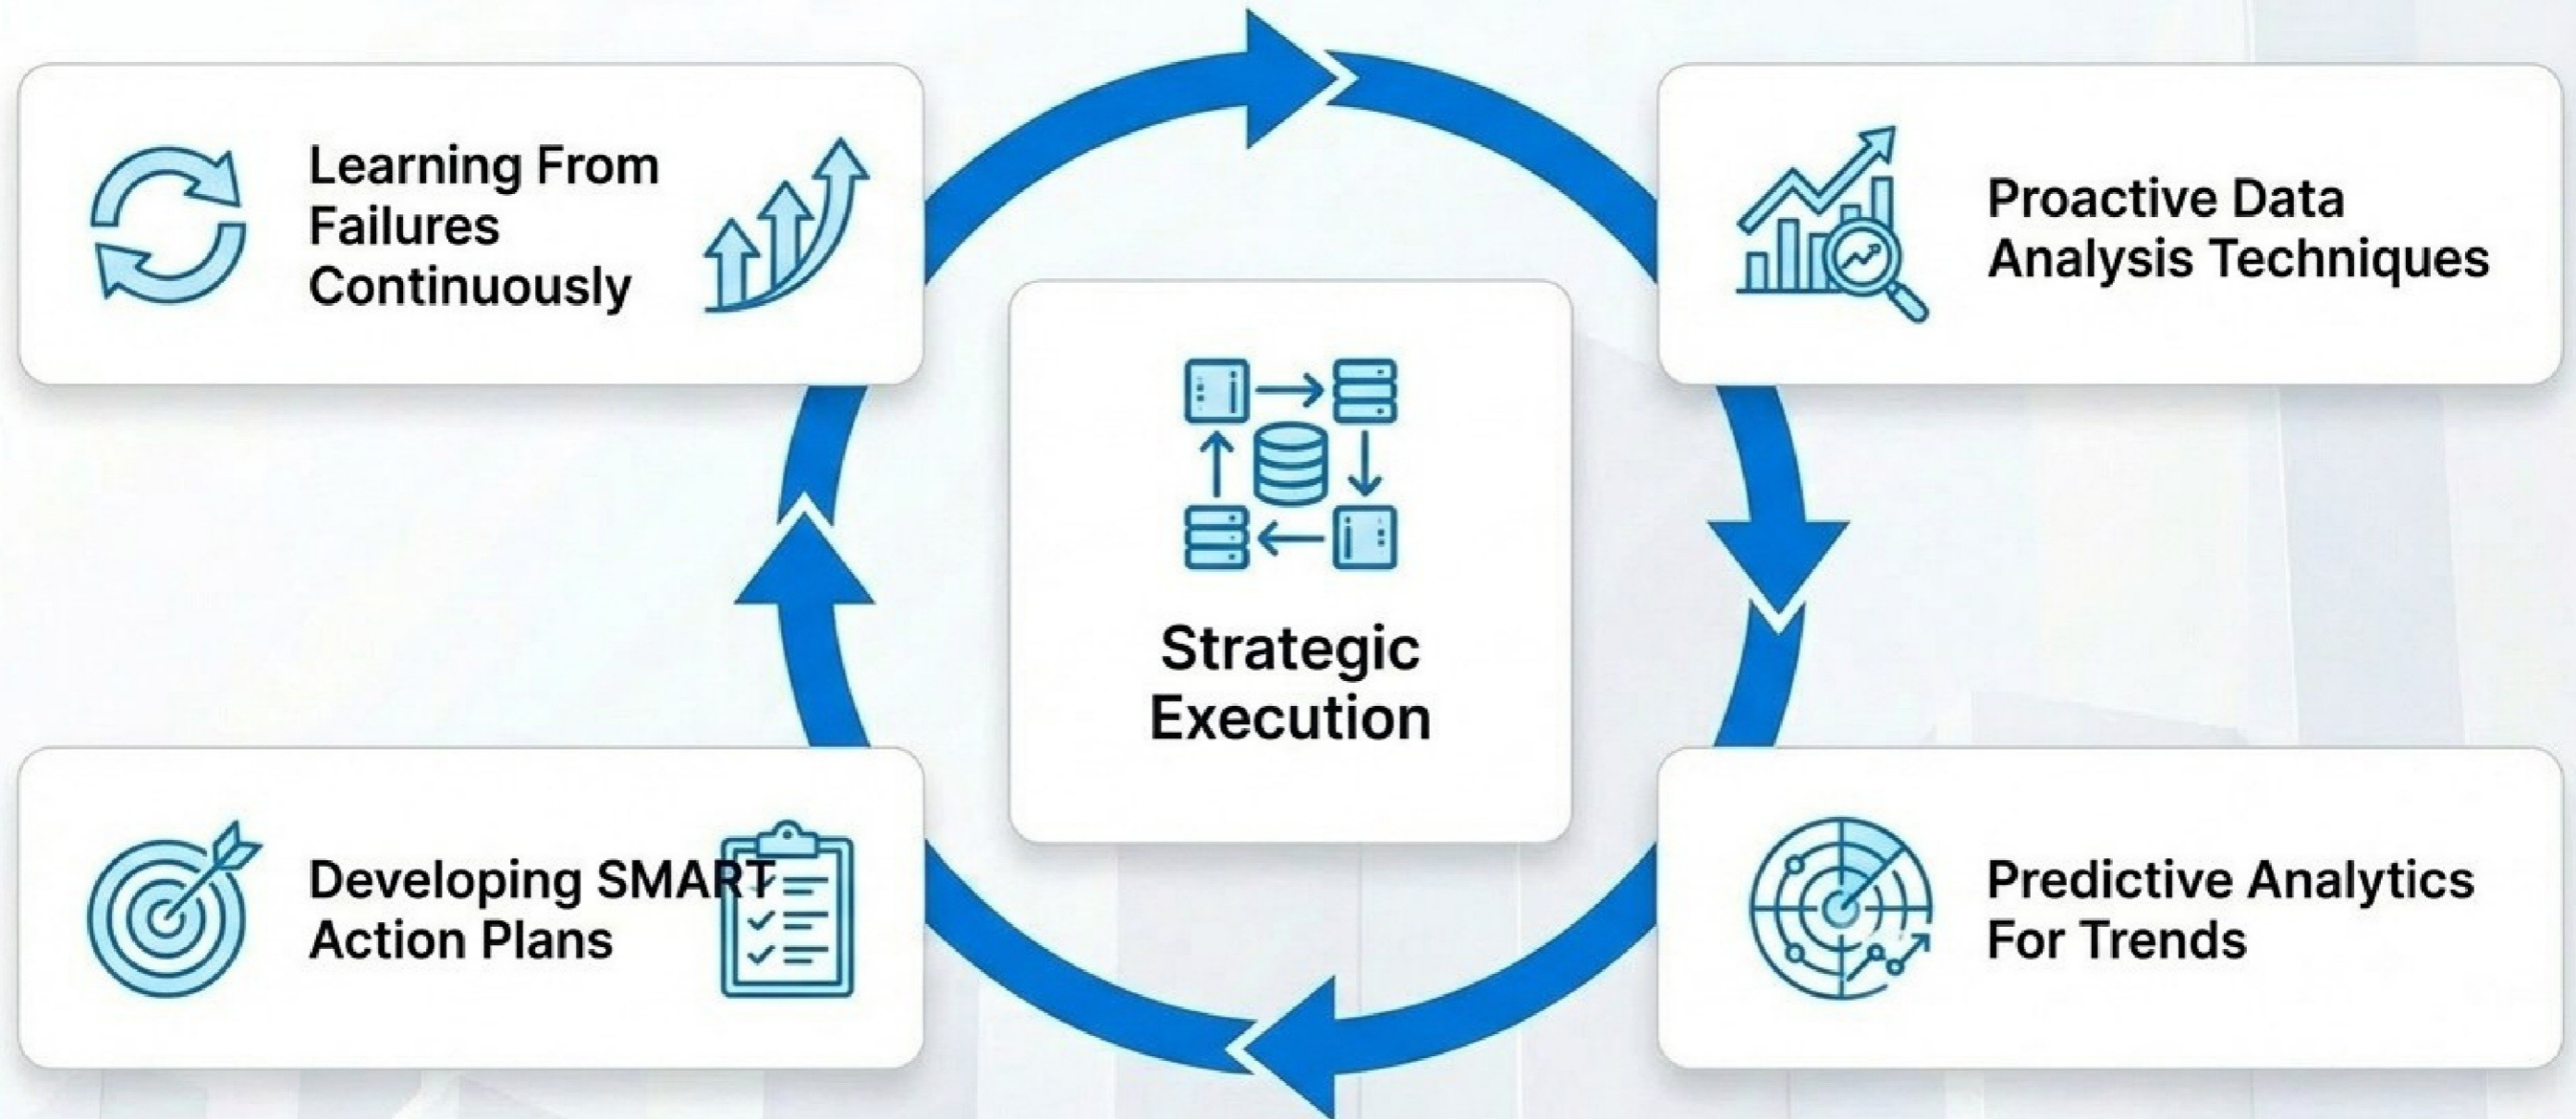 Learning From
Failures
Continuously
Proactive Data
Analysis Techniques
Strategic
Execution
Developing SMART
Action Plans
Predictive Analytics
For Trends